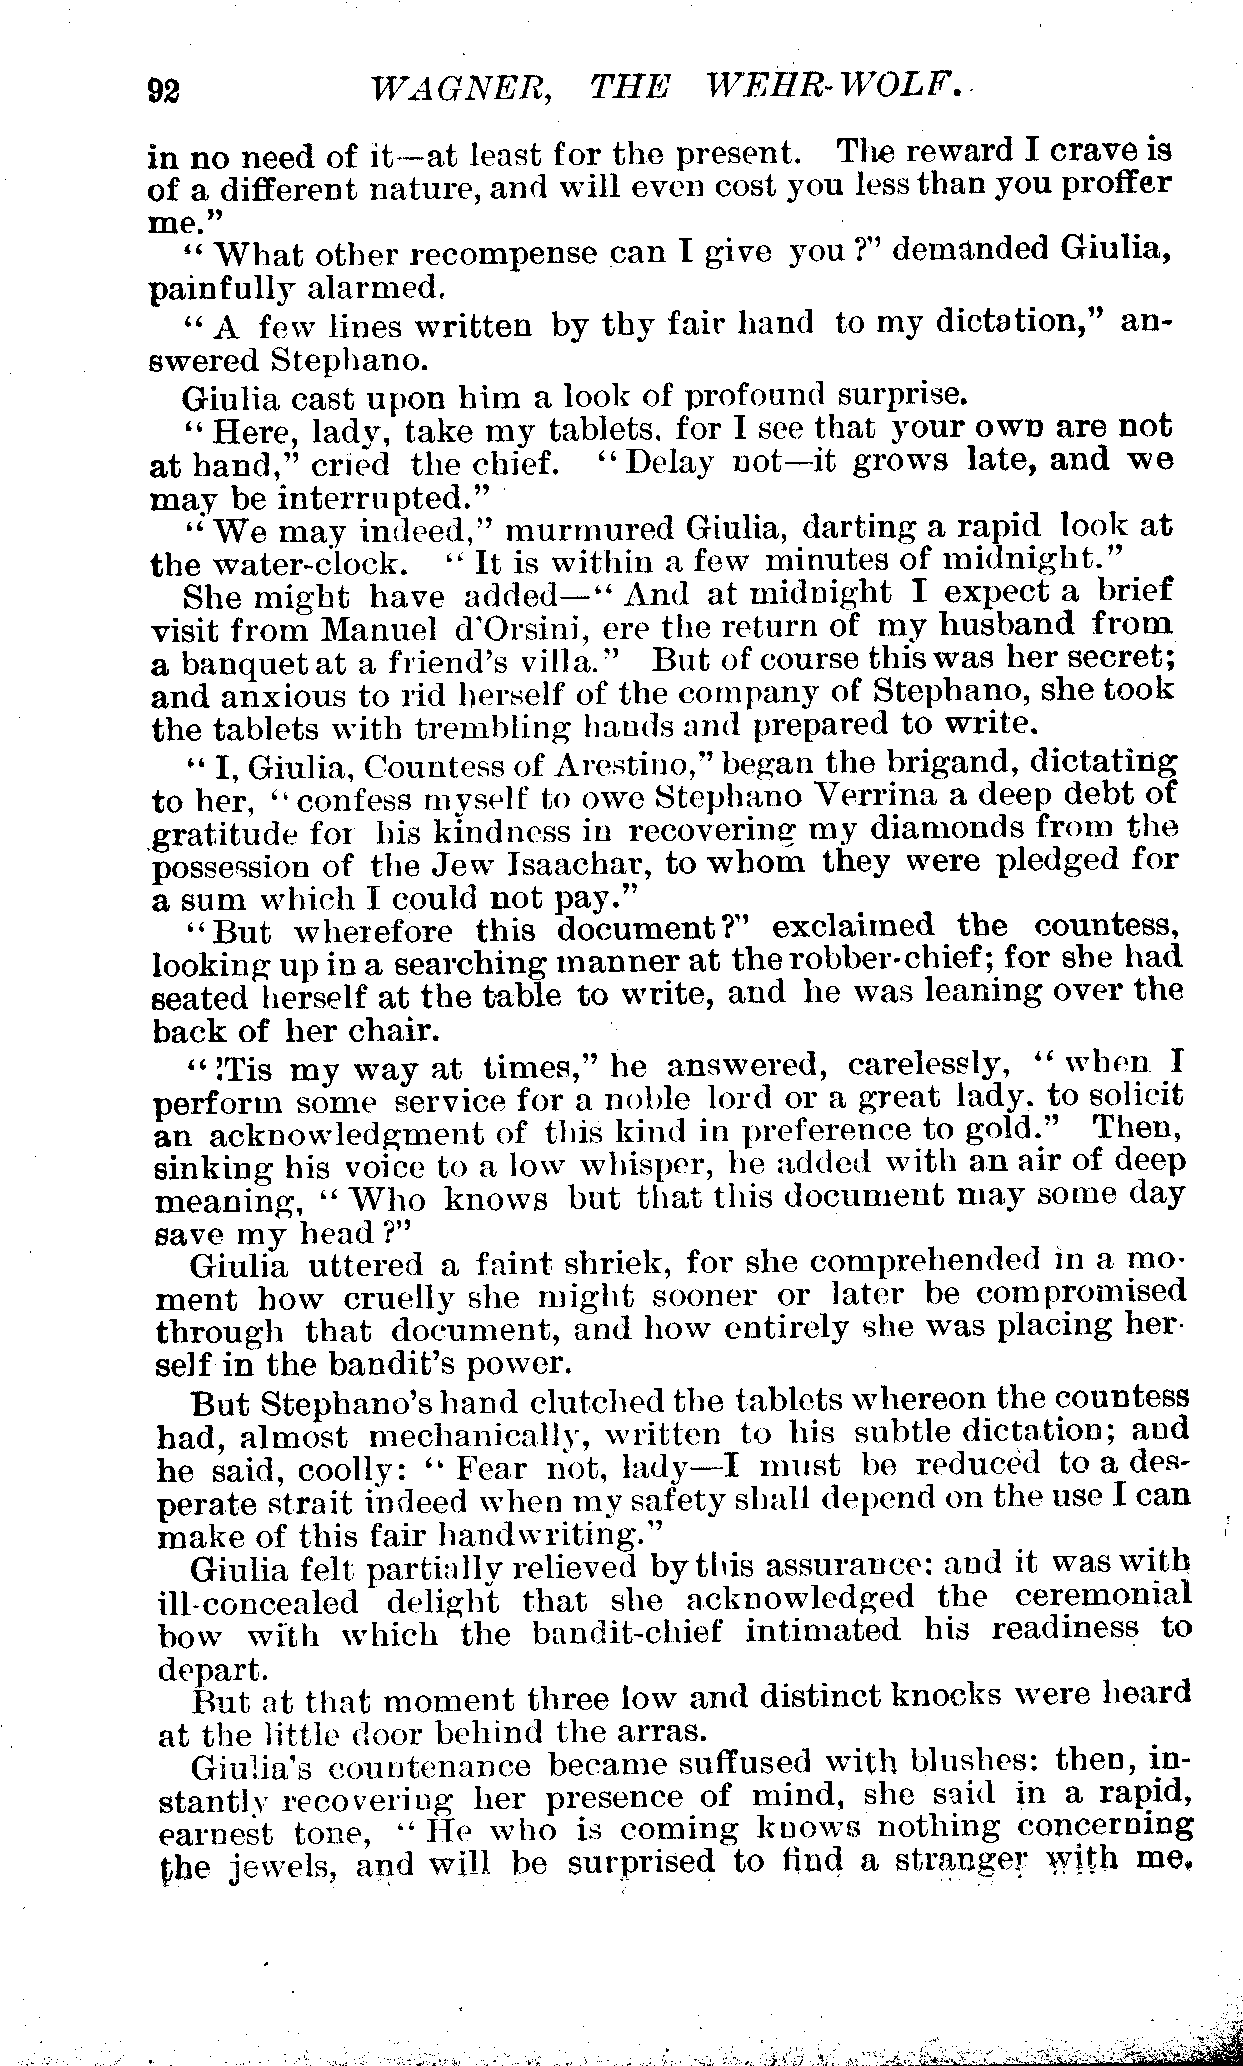 92 WAGNER, THE WEHR-WOLF.
in no need of it—at least for the present. The reward I crave is
of a different nature, and will even cost you less than you proffer
me."
"What other recompense can I give you?" demanded Giulia,
painfully alarmed.
"A few lines written by thy fair hand to my dictation," an-
swered Stephano.
Giulia cast upon him a look of profound surprise.
"Here, lady, take my tablets. for I see that your own are not
at hand," cried the chief. "Delay not—it grows late, and we
may be interrupted."
"We may indeed," murmured Giulia, darting a rapid look at
the water-clock. "It is within a few minutes of midnight."
She might have added—"And at midnight I expect a brief
visit from Manuel d'Orsini, ere the return of my husband from
a banquet at a friend's villa." But of course this was her secret;
and anxious to rid herself of the company of Stephano, she took
the tablets with trembling hands and prepared to write.
"I, Giulia, Countess of Arestino," began the brigand, dictating
to her, "confess myself to owe Stephano Verrina a deep debt of
gratitude for his kindness in recovering my diamonds from the
possession of the Jew Isaachar, to whom they were pledged for
a sum which I could not pay."
"But wherefore this document?" exclaimed the countess,
looking up in a searching manner at the robber-chief; for she had
seated herself at the table to write, and he was leaning over the
back of her chair.
"'Tis my way at times," he answered, carelessly, "when I
perform some service for a noble lord or a great lady. to solicit
an acknowledgment of this kind in preference to gold." Then,
sinking his voice to a low whisper, he added with an air of deep
meaning, "Who knows but that this document may some day
save my head?"
Giulia uttered a faint shriek, for she comprehended in a mo-
ment how cruelly she might sooner or later be compromised
through that document, and how entirely she was placing her-
self in the bandit's power.
But Stephano's hand clutched the tablets whereon the countess
had, almost mechanically, written to his subtle dictation; and
he said, coolly: "Fear not, lady—I must be reduced to a des-
perate strait indeed when my safety shall depend on the use I can
make of this fair handwriting."
Giulia felt partially relieved by this assurance: and it was with
ill-concealed delight that she acknowledged the ceremonial
bow with which the bandit-chief intimated his readiness to
depart.
But at that moment three low and distinct knocks were heard
at the little door behind the arras.
Giulia's countenance became suffused with blushes: then, in-
stantly recovering her presence of mind, she said in a rapid,
earnest tone, "He who is coming knows nothing concerning
the jewels, and will be surprised to find a stranger with me.